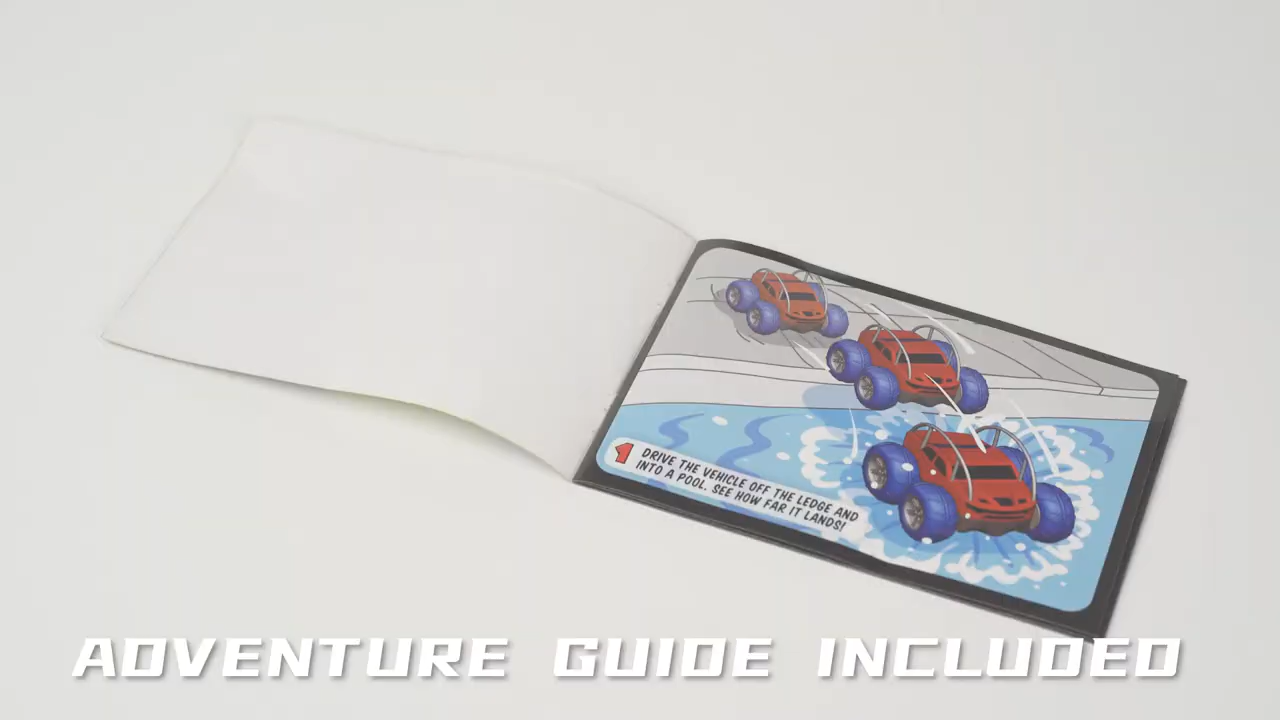 1
DRIVE THE VEHICLE OFF THE LEDGE AND
INTO A POOL. SEE HOW FAR IT LANDS!
ADVENTURE GUIDE INCLUDED